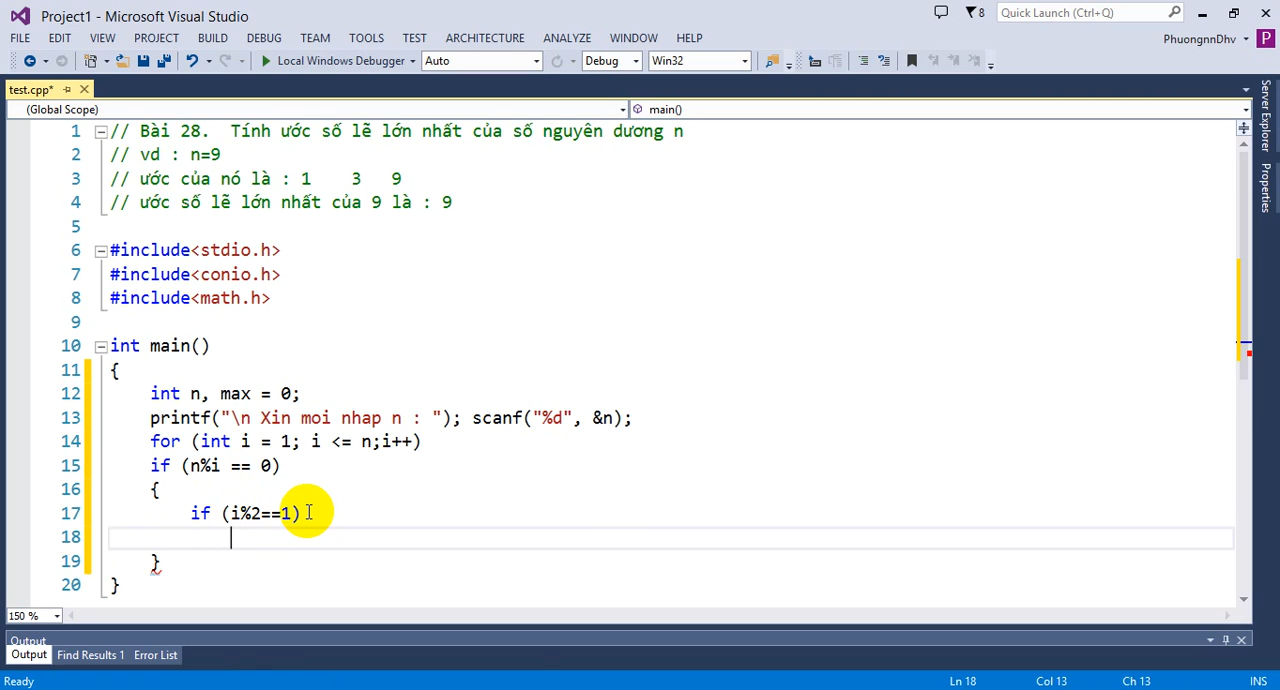 Project1 - Microsoft Visual Studio
8
Quick Launch (Ctrl+Q)
FILE EDIT VIEW PROJECT BUILD DEBUG TEAM TOOLS TEST ARCHITECTURE ANALYZE WINDOW HELP
PhuongnnDhv
P
Local Windows Debugger Auto Debug Win32
test.cpp*
(Global Scope) main()
1 // Bài 28.  Tính ước số lẽ lớn nhất của số nguyên dương n
2 // vd : n=9
3 // ước của nó là : 1    3   9
4 // ước số lẽ lớn nhất của 9 là : 9
5
6 #include<stdio.h>
7 #include<conio.h>
8 #include<math.h>
9
10 int main()
11 {
12 int n, max = 0;
13 printf("\n Xin moi nhap n : "); scanf("%d", &n);
14 for (int i = 1; i <= n;i++)
15 if (n%i == 0)
16 {
17 if (i%2==1)
18
19 }
20 }
Server Explorer
Properties
150 %
Output
Output Find Results 1 Error List
Ready Ln 18 Col 13 Ch 13 INS